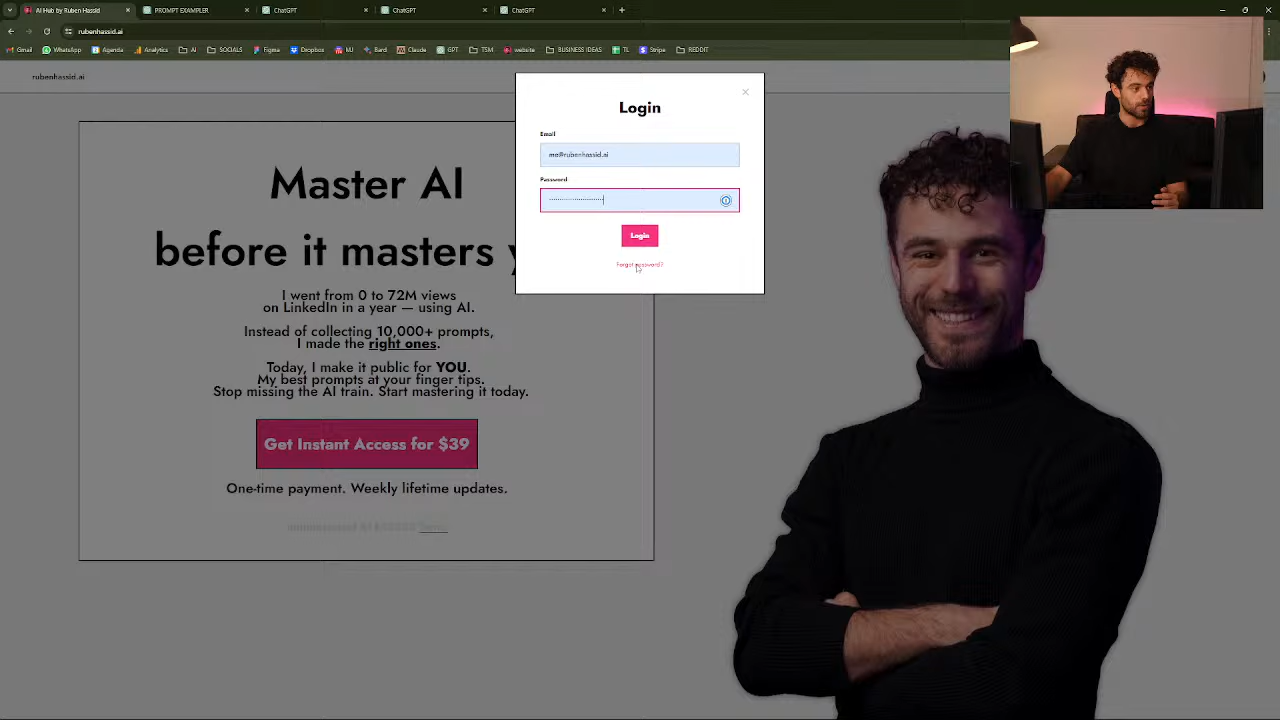 AI Hub by Ruben Hassid
PROMPT EXAMPLER
ChatGPT
ChatGPT
ChatGPT
rubenhassid.ai
Gmail
WhatsApp
Agenda
Analytics
AI
SOCIALS
Figma
Dropbox
MJ
Bard
Claude
GPT
TSM
website
BUSINESS IDEAS
TL
Stripe
REDDIT
rubenhassid.ai
Login
Email
me@rubenhassid.ai
Password
Login
Forgot password?
Master AI
before it masters
I went from 0 to 72M views
on LinkedIn in a year — using AI.
Instead of collecting 10,000+ prompts,
I made the right ones.
Today, I make it public for YOU.
My best prompts at your finger tips.
Stop missing the AI train. Start mastering it today.
Get Instant Access for $39
One-time payment. Weekly lifetime updates.